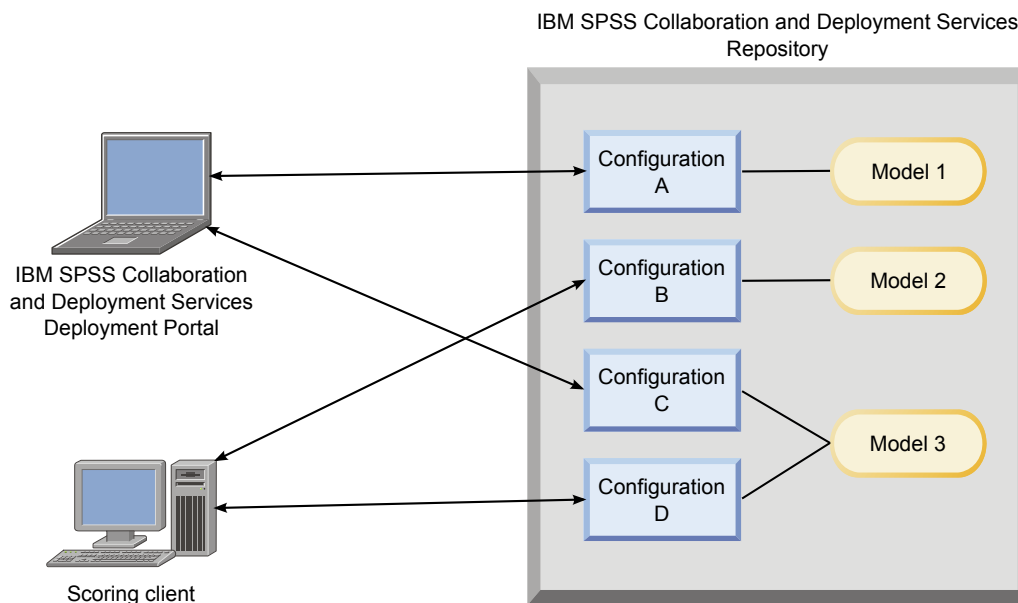 IBM SPSS Collaboration and Deployment Services
Repository
Configuration
A
Model 1
IBM SPSS Collaboration
and Deployment Services
Deployment Portal
Configuration
B
Model 2
Configuration
C
Model 3
Configuration
D
Scoring client